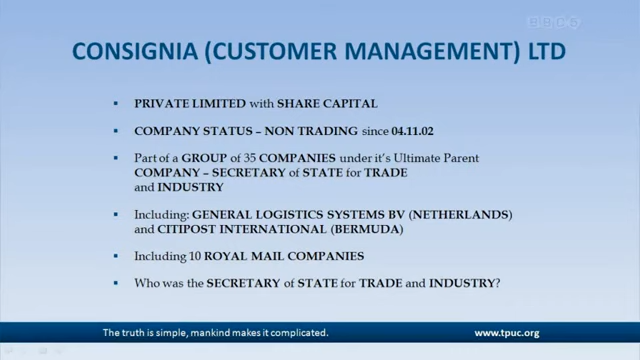 BBC5
CONSIGNIA (CUSTOMER MANAGEMENT) LTD
▪ PRIVATE LIMITED with SHARE CAPITAL
▪ COMPANY STATUS – NON TRADING since 04.11.02
▪ Part of a GROUP of 35 COMPANIES under it's Ultimate Parent
COMPANY – SECRETARY of STATE for TRADE
and INDUSTRY
▪ Including: GENERAL LOGISTICS SYSTEMS BV (NETHERLANDS)
and CITIPOST INTERNATIONAL (BERMUDA)
▪ Including 10 ROYAL MAIL COMPANIES
▪ Who was the SECRETARY of STATE for TRADE and INDUSTRY?
The truth is simple, mankind makes it complicated.
www.tpuc.org